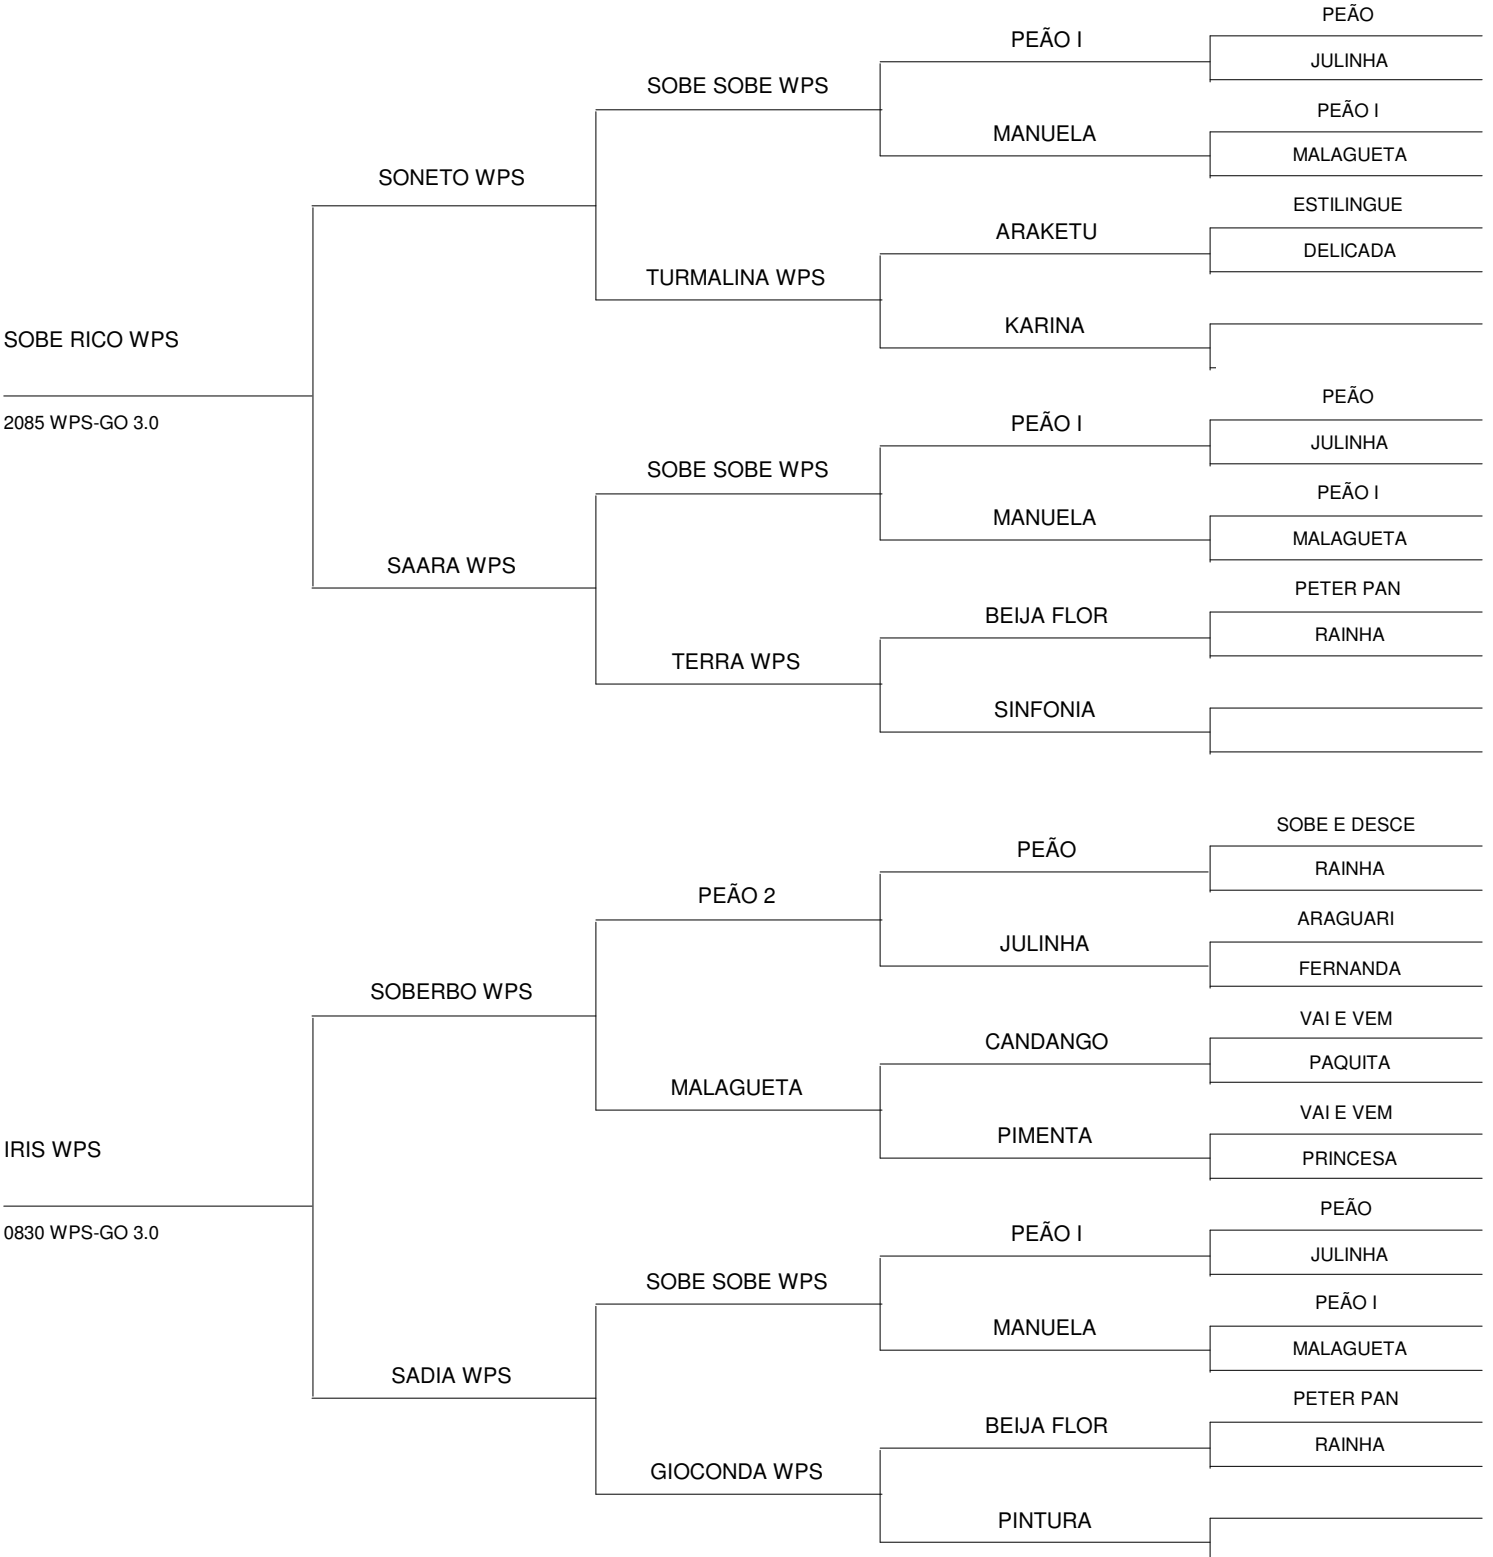 PEÃO
PEÃO I
JULINHA
SOBE SOBE WPS
PEÃO I
MANUELA
MALAGUETA
SONETO WPS
ESTILINGUE
ARAKETU
DELICADA
TURMALINA WPS
KARINA
SOBE RICO WPS
PEÃO
2085 WPS-GO 3.0
PEÃO I
JULINHA
SOBE SOBE WPS
PEÃO I
MANUELA
MALAGUETA
SAARA WPS
PETER PAN
BEIJA FLOR
RAINHA
TERRA WPS
SINFONIA
SOBE E DESCE
PEÃO
RAINHA
PEÃO 2
ARAGUARI
JULINHA
FERNANDA
SOBERBO WPS
VAI E VEM
CANDANGO
PAQUITA
MALAGUETA
VAI E VEM
PIMENTA
IRIS WPS
PRINCESA
PEÃO
0830 WPS-GO 3.0
PEÃO I
JULINHA
SOBE SOBE WPS
PEÃO I
MANUELA
MALAGUETA
SADIA WPS
PETER PAN
BEIJA FLOR
RAINHA
GIOCONDA WPS
PINTURA